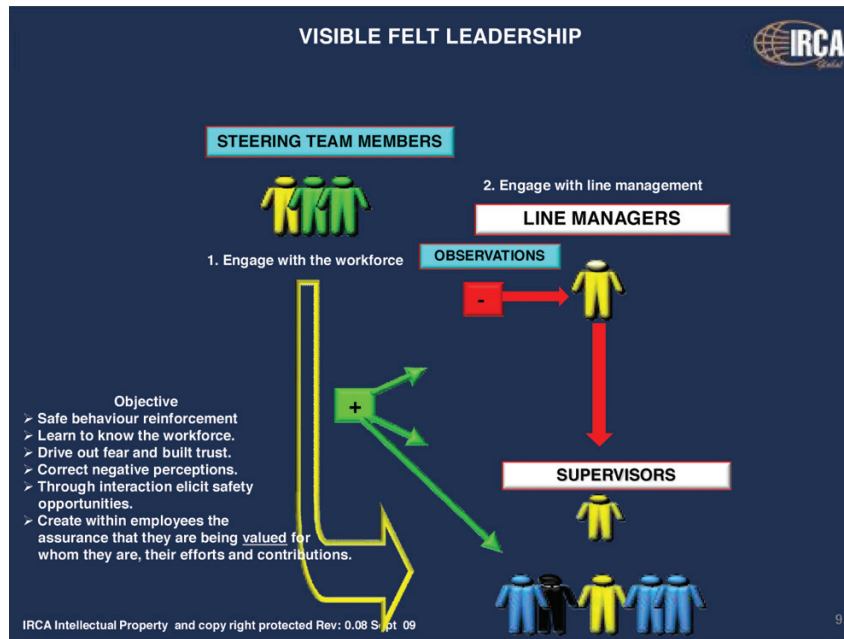 VISIBLE FELT LEADERSHIP
IRCA
Global
STEERING TEAM MEMBERS
2. Engage with line management
LINE MANAGERS
1. Engage with the workforce
OBSERVATIONS
-
+
Objective
➢ Safe behaviour reinforcement
➢ Learn to know the workforce.
➢ Drive out fear and built trust.
➢ Correct negative perceptions.
➢ Through interaction elicit safety
opportunities.
➢ Create within employees the
assurance that they are being valued for
whom they are, their efforts and contributions.
SUPERVISORS
IRCA Intellectual Property and copy right protected Rev: 0.08 Sept 09
9